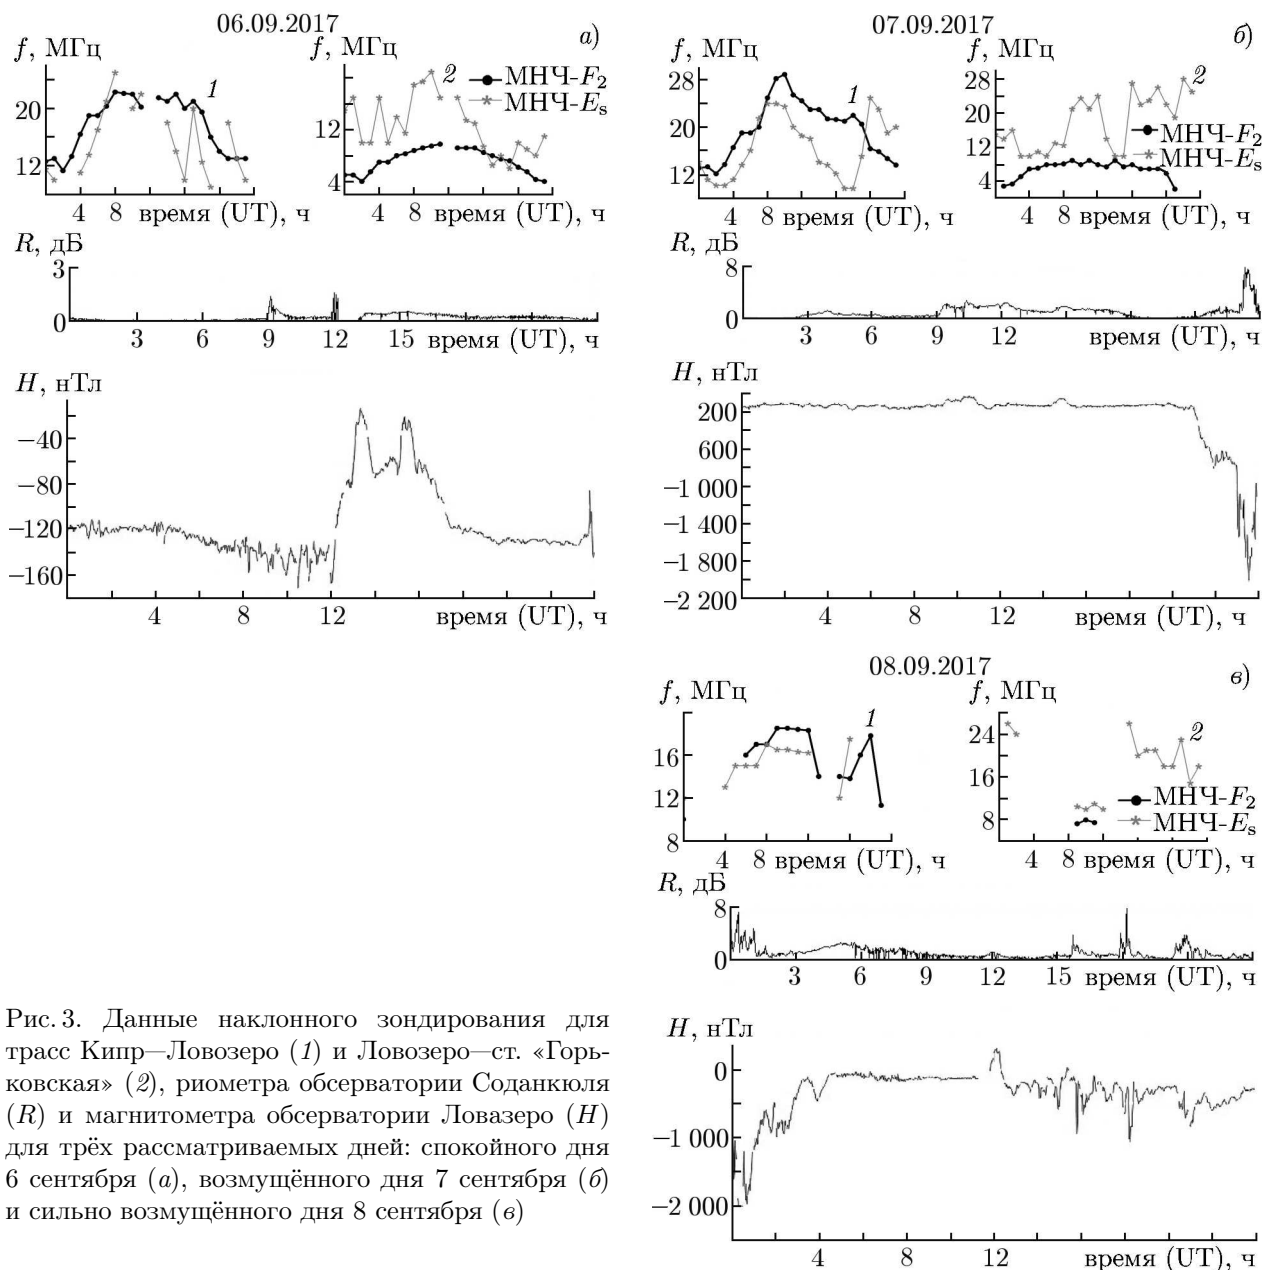 06.09.2017
а)
f, МГц
20
12
4 8 время (UT), ч
1
f, МГц
12
4
4 8 время (UT), ч
2
МНЧ-F2
МНЧ-Es
R, дБ
3
0
3 6 9 12 15 время (UT), ч
H, нТл
−40
−80
−120
−160
4 8 12 время (UT), ч
07.09.2017
б)
f, МГц
28
20
12
4 8 время (UT), ч
1
f, МГц
28
20
12
4
4 8 время (UT), ч
2
МНЧ-F2
МНЧ-Es
R, дБ
8
0
3 6 9 12 время (UT), ч
H, нТл
200
600
−1 000
−1 400
−1 800
−2 200
4 8 12 время (UT), ч
08.09.2017
в)
f, МГц
16
12
8
4 8 время (UT), ч
1
f, МГц
24
16
8
4 8 время (UT), ч
2
МНЧ-F2
МНЧ-Es
R, дБ
8
0
3 6 9 12 15 время (UT), ч
H, нТл
0
−1 000
−2 000
4 8 12 время (UT), ч
Рис. 3. Данные наклонного зондирования для
трасс Кипр—Ловозеро (1) и Ловозеро—ст. «Горь-
ковская» (2), риометра обсерватории Соданкюля
(R) и магнитометра обсерватории Ловазеро (H)
для трёх рассматриваемых дней: спокойного дня
6 сентября (а), возмущённого дня 7 сентября (б)
и сильно возмущённого дня 8 сентября (в)